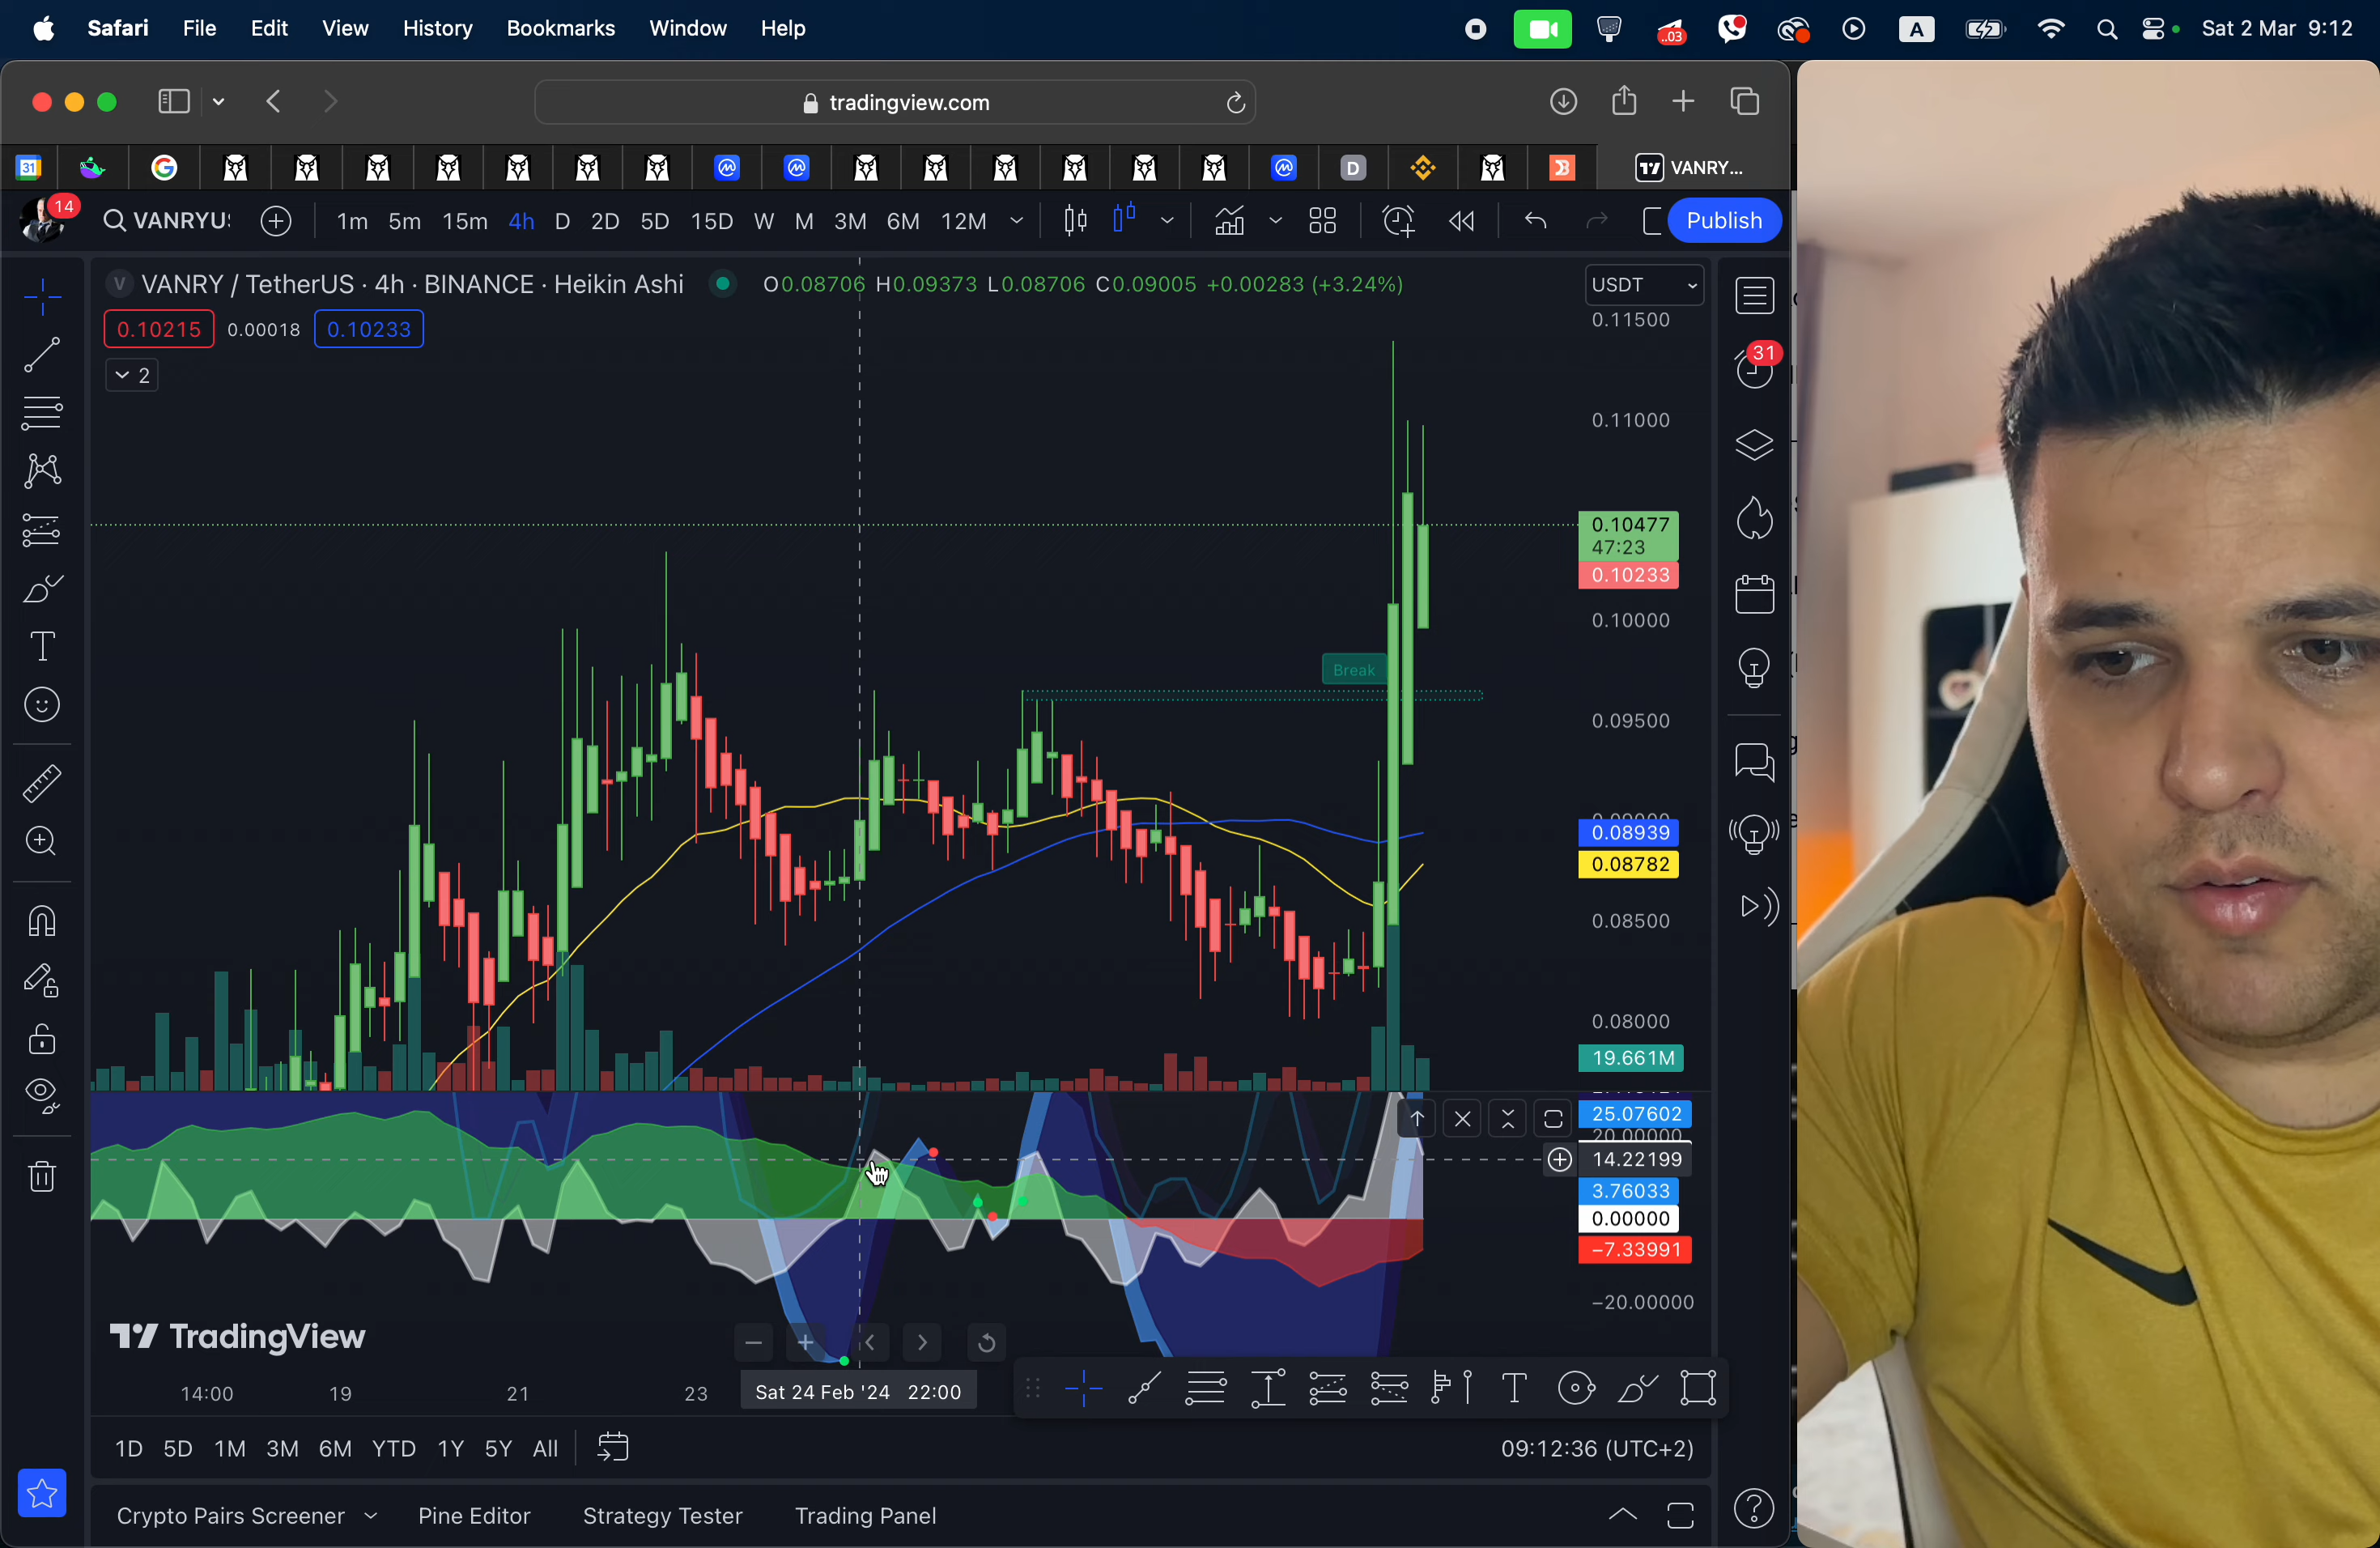 Safari File Edit View History Bookmarks Window Help
..03
A
Sat 2 Mar 9:12
tradingview.com
31
D
VANRY...
14
VANRYU
1m 5m 15m 4h D 2D 5D 15D W M 3M 6M 12M
Publish
V VANRY / TetherUS · 4h · BINANCE · Heikin Ashi
O0.08706 H0.09373 L0.08706 C0.09005 +0.00283 (+3.24%)
USDT
0.10215 0.00018 0.10233
2
0.11500
31
0.11000
0.10477
47:23
0.10233
0.10000
Break
0.09500
0.08939
0.08782
0.08500
0.08000
19.661M
25.07602
20.00000
14.22199
3.76033
0.00000
−7.33991
−20.00000
TradingView
14:00 19 21 23 Sat 24 Feb '24 22:00
1D 5D 1M 3M 6M YTD 1Y 5Y All
09:12:36 (UTC+2)
Crypto Pairs Screener Pine Editor Strategy Tester Trading Panel